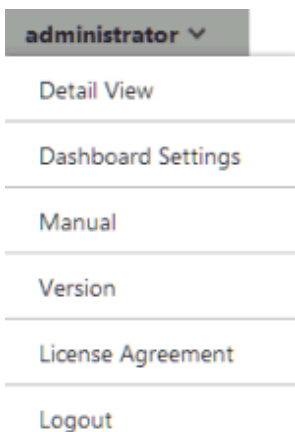 administrator
Detail View
Dashboard Settings
Manual
Version
License Agreement
Logout